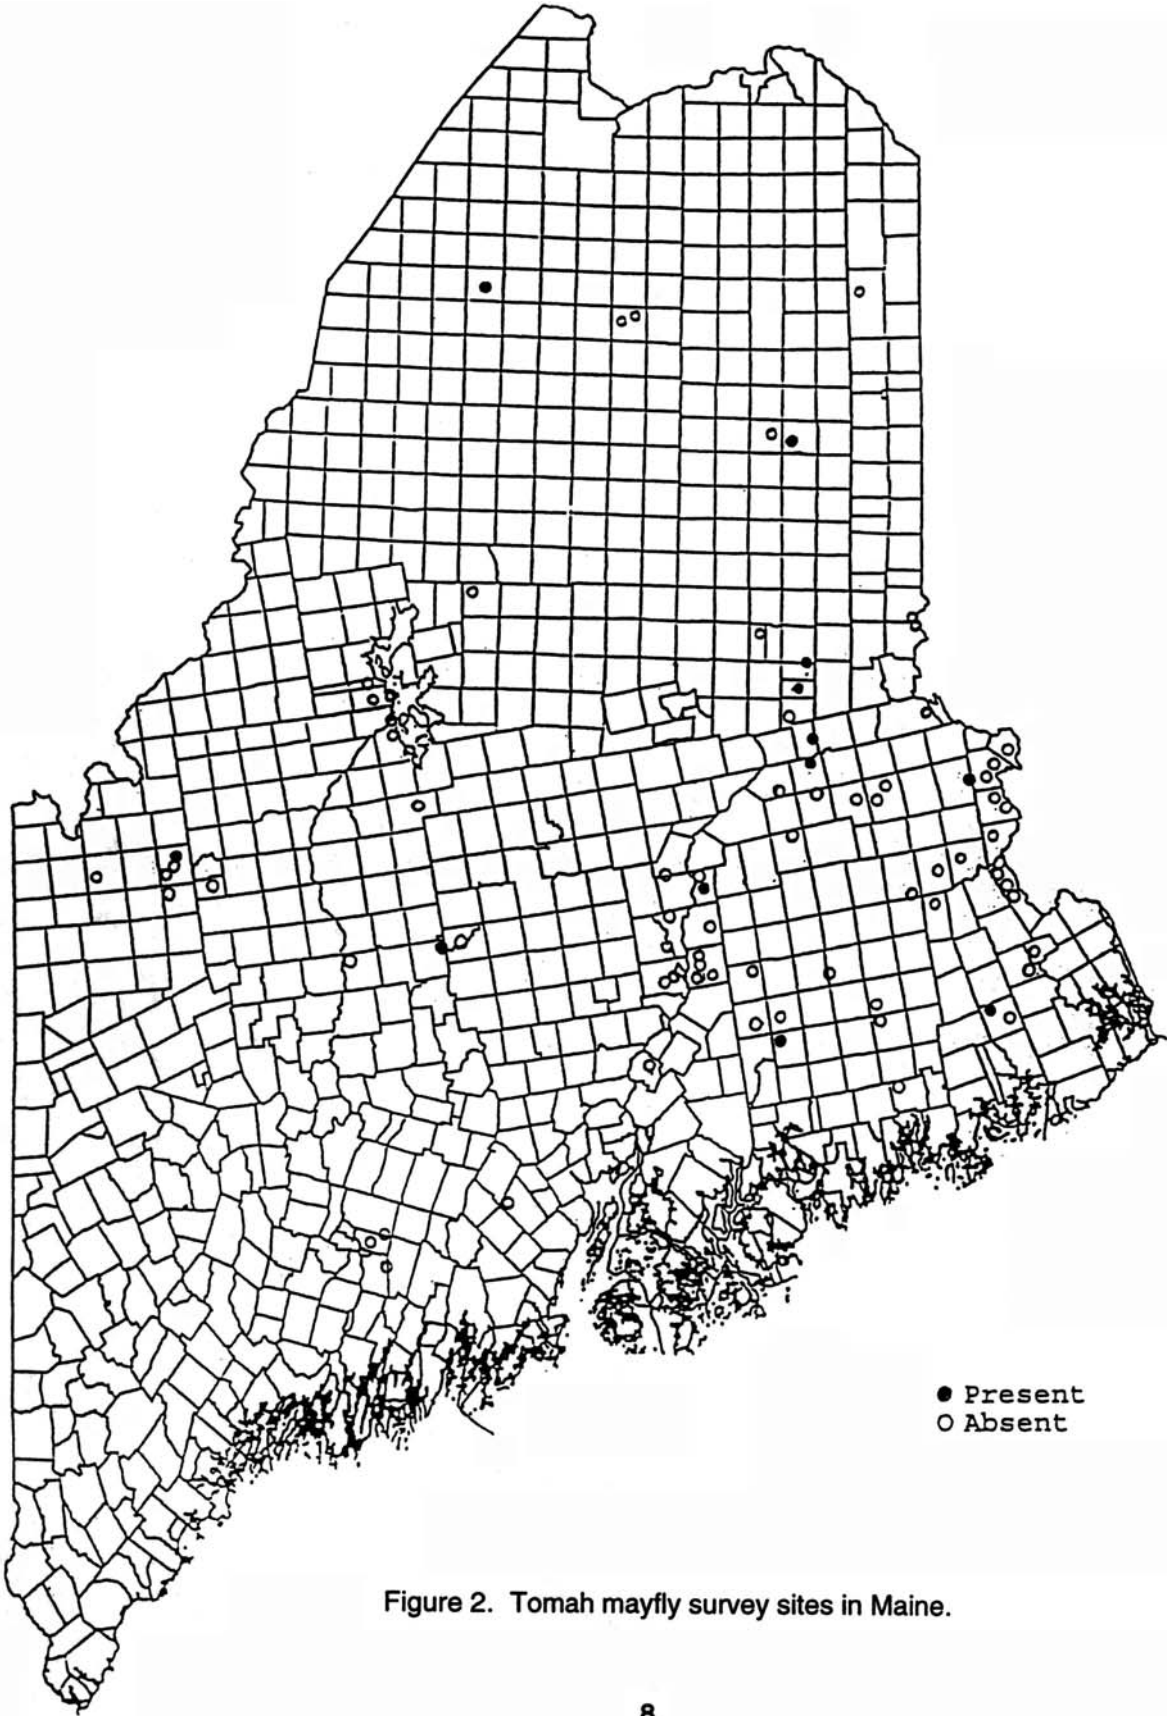 ● Present
○ Absent
Figure 2. Tomah mayfly survey sites in Maine.
8